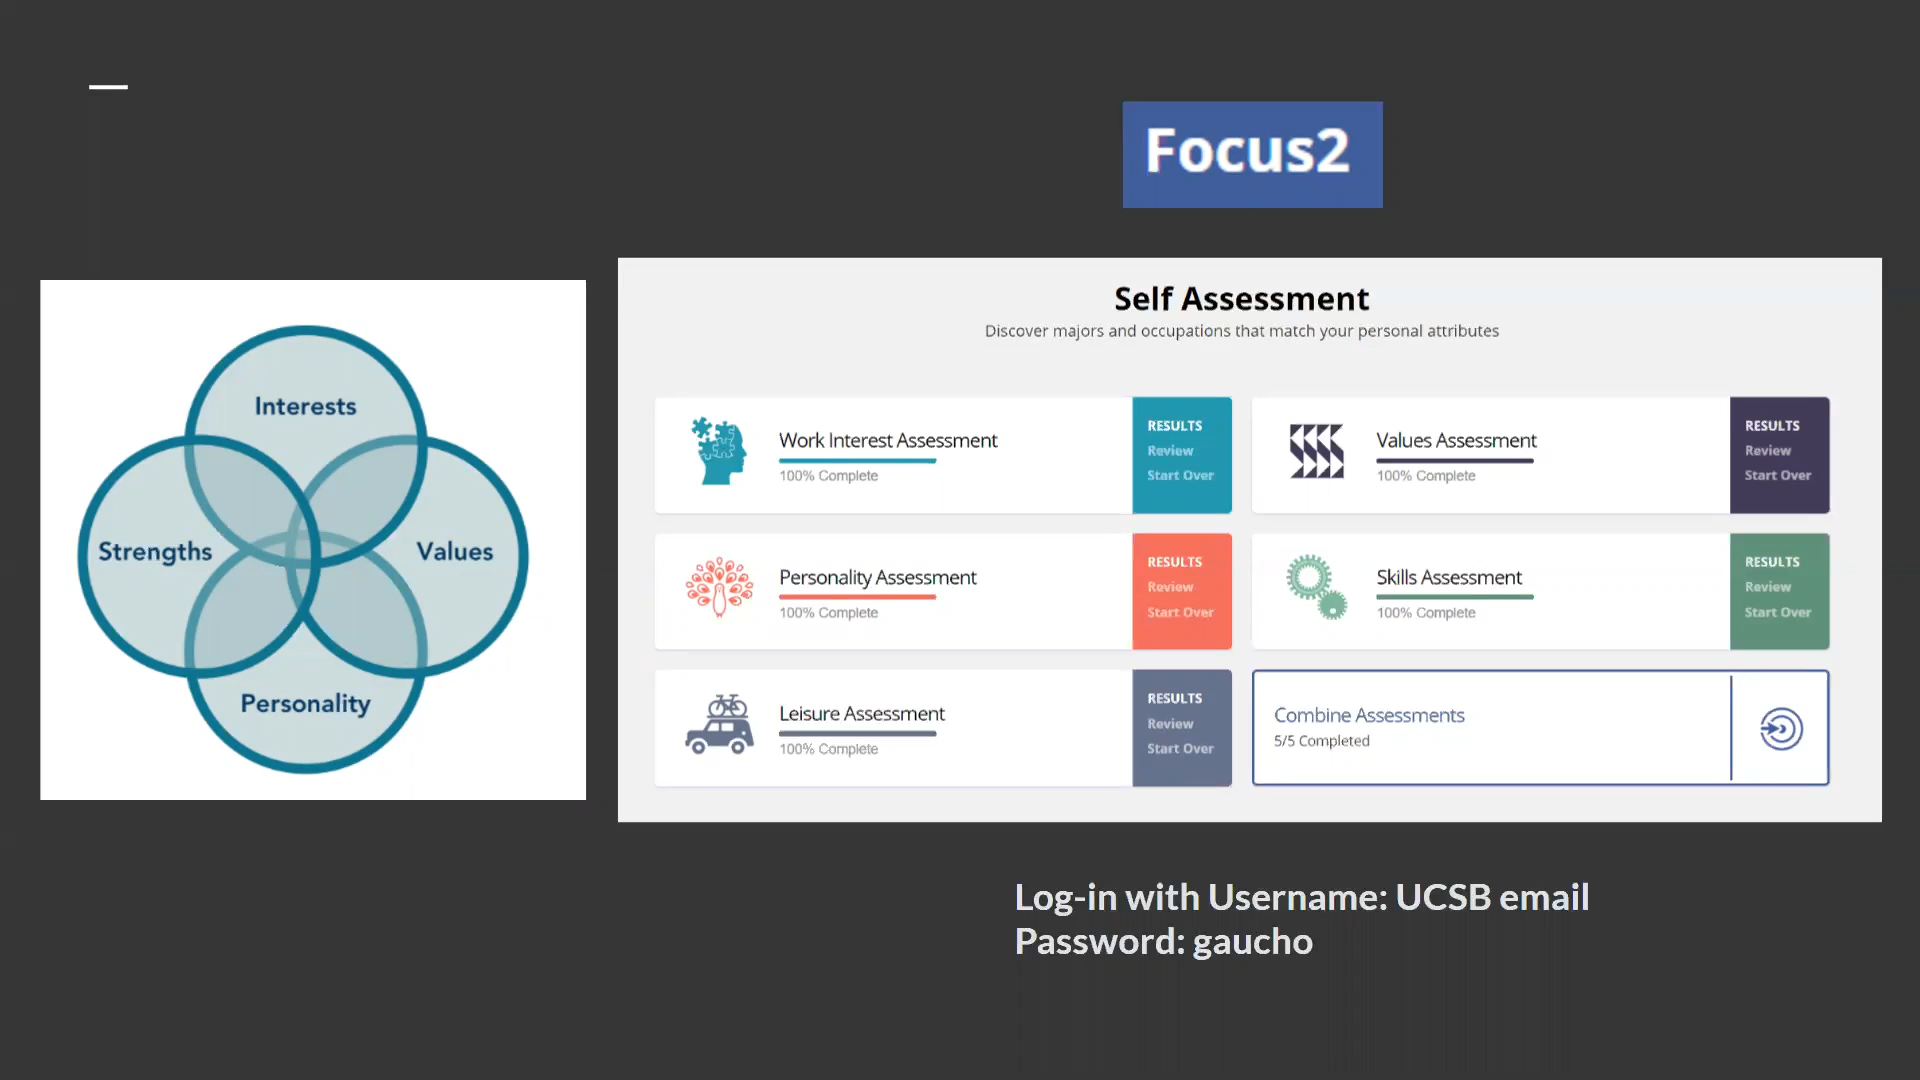 Focus2
Interests
Strengths
Values
Personality
Self Assessment
Discover majors and occupations that match your personal attributes
Work Interest Assessment
100% Complete
RESULTS
Review
Start Over
Values Assessment
100% Complete
RESULTS
Review
Start Over
Personality Assessment
100% Complete
RESULTS
Review
Start Over
Skills Assessment
100% Complete
RESULTS
Review
Start Over
Leisure Assessment
100% Complete
RESULTS
Review
Start Over
Combine Assessments
5/5 Completed
Log-in with Username: UCSB email
Password: gaucho